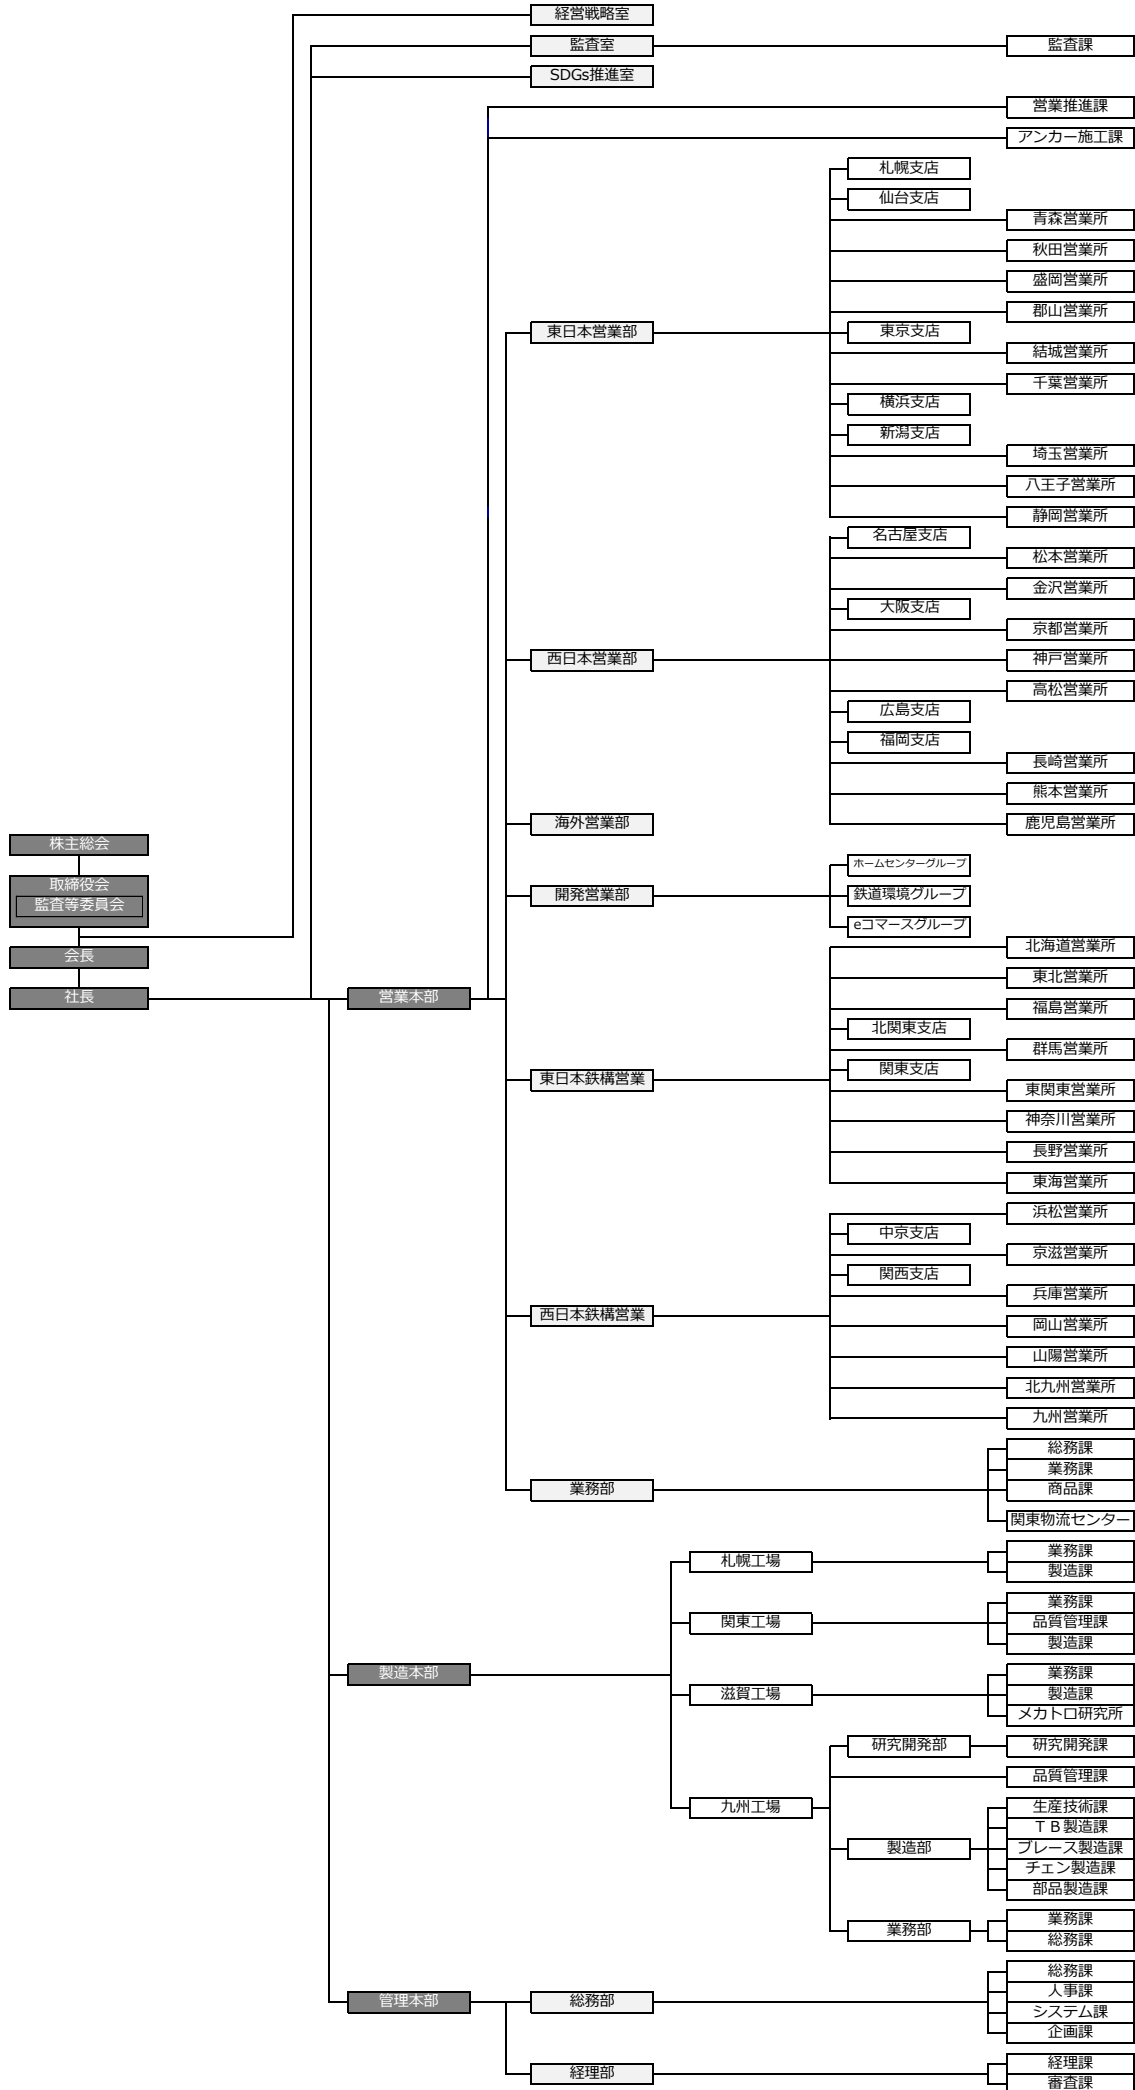 経営戦略室
監査室
監査課
SDGs推進室
営業推進課
アンカー施工課
札幌支店
仙台支店
青森営業所
秋田営業所
盛岡営業所
郡山営業所
東日本営業部
東京支店
結城営業所
千葉営業所
横浜支店
新潟支店
埼玉営業所
八王子営業所
静岡営業所
名古屋支店
松本営業所
金沢営業所
大阪支店
京都営業所
西日本営業部
神戸営業所
高松営業所
広島支店
福岡支店
長崎営業所
熊本営業所
海外営業部
鹿児島営業所
株主総会
取締役会
監査等委員会
会長
社長
営業本部
ホームセンターグループ
開発営業部
鉄道環境グループ
eコマースグループ
北海道営業所
東北営業所
福島営業所
北関東支店
群馬営業所
関東支店
東日本鉄構営業
東関東営業所
神奈川営業所
長野営業所
東海営業所
浜松営業所
中京支店
京滋営業所
関西支店
兵庫営業所
西日本鉄構営業
岡山営業所
山陽営業所
北九州営業所
九州営業所
総務課
業務課
業務部
商品課
関東物流センター
札幌工場
業務課
製造課
関東工場
業務課
品質管理課
製造課
製造本部
滋賀工場
業務課
製造課
メカトロ研究所
研究開発部
研究開発課
品質管理課
九州工場
生産技術課
ＴＢ製造課
製造部
ブレース製造課
チェン製造課
部品製造課
業務部
業務課
総務課
管理本部
総務部
総務課
人事課
システム課
企画課
経理部
経理課
審査課